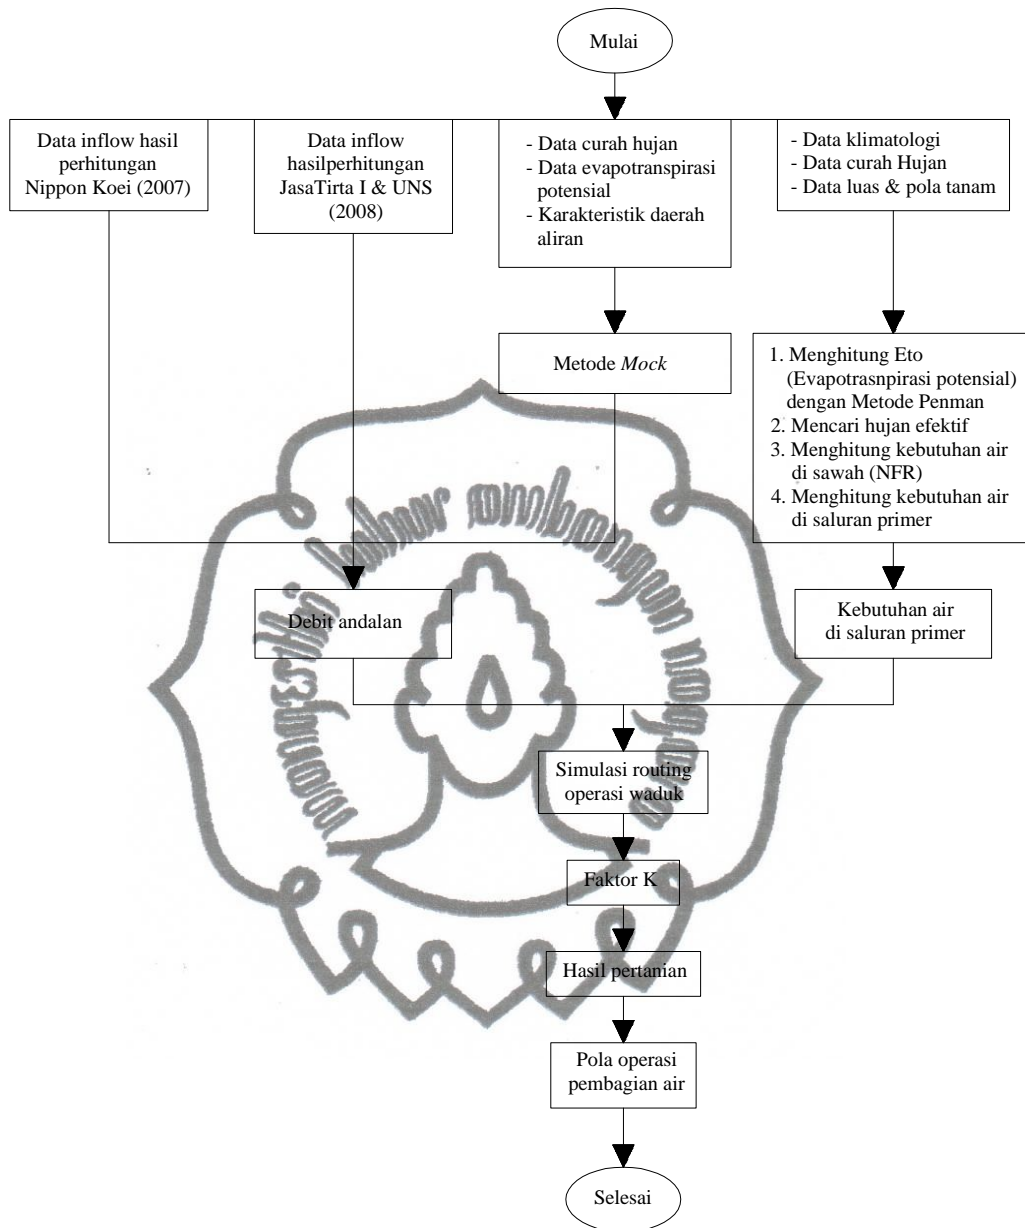 Mulai
Data inflow hasil
perhitungan
Nippon Koei (2007)
Data inflow
hasilperhitungan
JasaTirta I & UNS
(2008)
- Data curah hujan
- Data evapotranspirasi
potensial
- Karakteristik daerah
aliran
- Data klimatologi
- Data curah Hujan
- Data luas & pola tanam
Metode Mock
1. Menghitung Eto
(Evapotrasnpirasi potensial)
dengan Metode Penman
2. Mencari hujan efektif
3. Menghitung kebutuhan air
di sawah (NFR)
4. Menghitung kebutuhan air
di saluran primer
Debit andalan
Kebutuhan air
di saluran primer
Simulasi routing
operasi waduk
Faktor K
Hasil pertanian
Pola operasi
pembagian air
Selesai